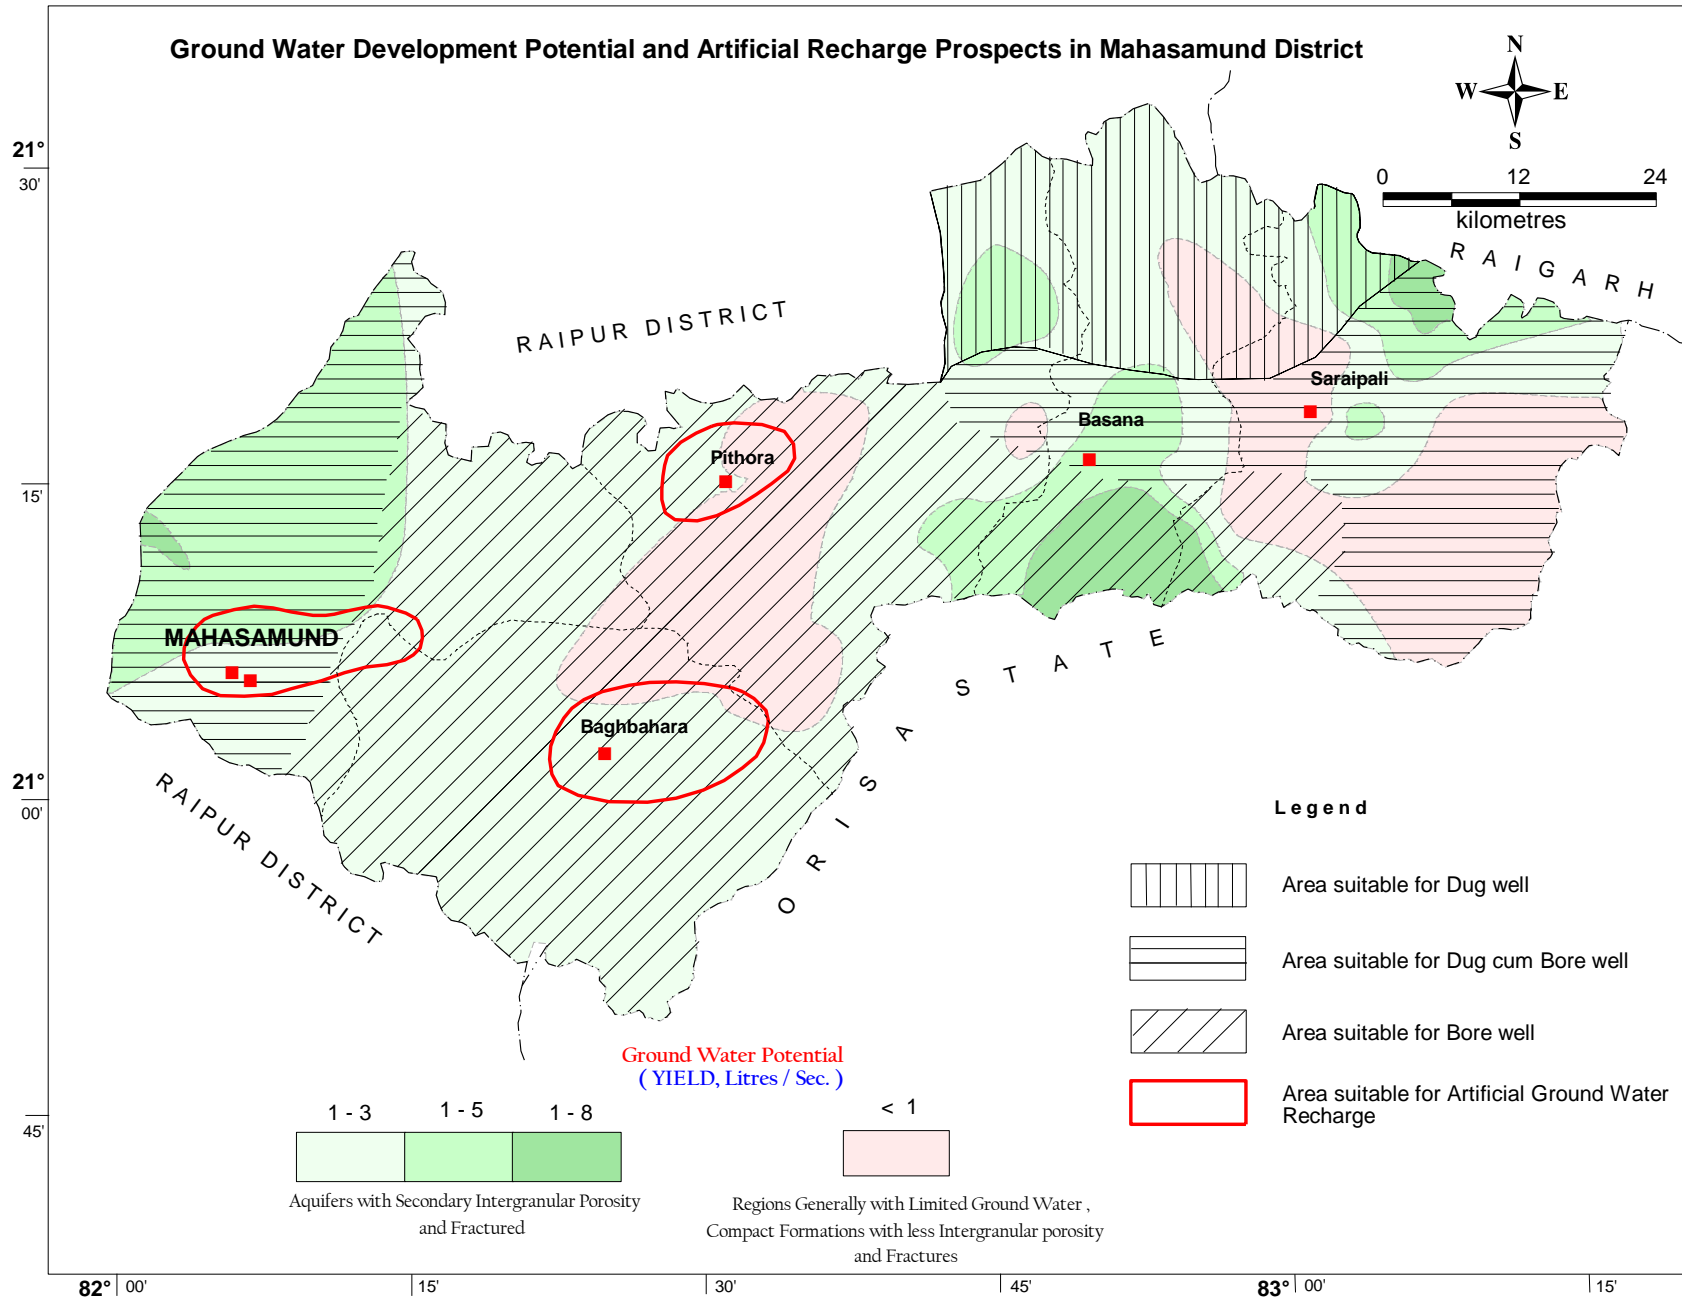 Ground Water Development Potential and Artificial Recharge Prospects in Mahasamund District
N
W E
S
21°
30'
0 12 24
kilometres
RAIGARH
RAIPUR DISTRICT
Saraipali
Basana
Pithora
15'
MAHASAMUND
Baghbahara
ORISA STATE
RAIPUR DISTRICT
21°
00'
Legend
Area suitable for Dug well
Area suitable for Dug cum Bore well
Area suitable for Bore well
Area suitable for Artificial Ground Water
Recharge
Ground Water Potential
( YIELD, Litres / Sec. )
1 - 3 1 - 5 1 - 8
< 1
45'
Aquifers with Secondary Intergranular Porosity
and Fractured
Regions Generally with Limited Ground Water ,
Compact Formations with less Intergranular porosity
and Fractures
82° 00' 15' 30' 45' 83° 00' 15'